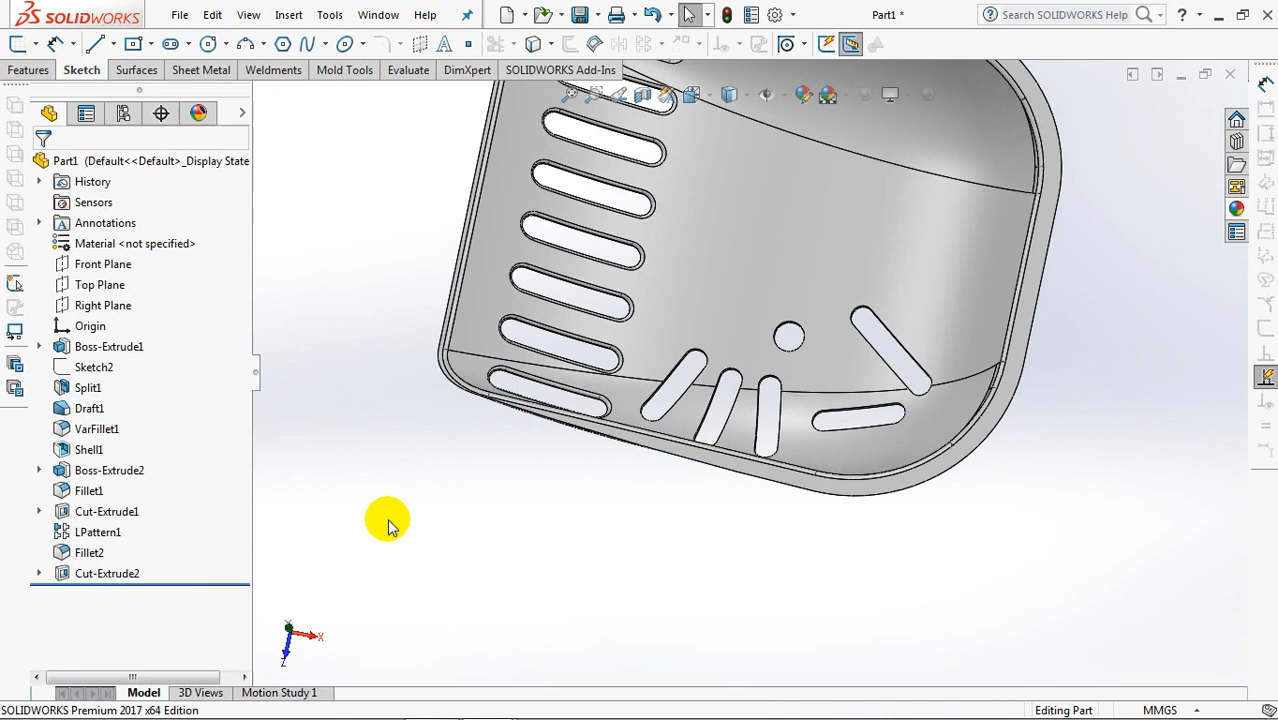 SOLIDWORKS File Edit View Insert Tools Window Help Part1 * Search SOLIDWORKS Help ?
Features Sketch Surfaces Sheet Metal Weldments Mold Tools Evaluate DimXpert SOLIDWORKS Add-Ins
Part1 (Default<<Default>_Display State
History
Sensors
Annotations
Material <not specified>
Front Plane
Top Plane
Right Plane
Origin
Boss-Extrude1
Sketch2
Split1
Draft1
VarFillet1
Shell1
Boss-Extrude2
Fillet1
Cut-Extrude1
LPattern1
Fillet2
Cut-Extrude2
Y
X
Z
Model 3D Views Motion Study 1
SOLIDWORKS Premium 2017 x64 Edition Editing Part MMGS